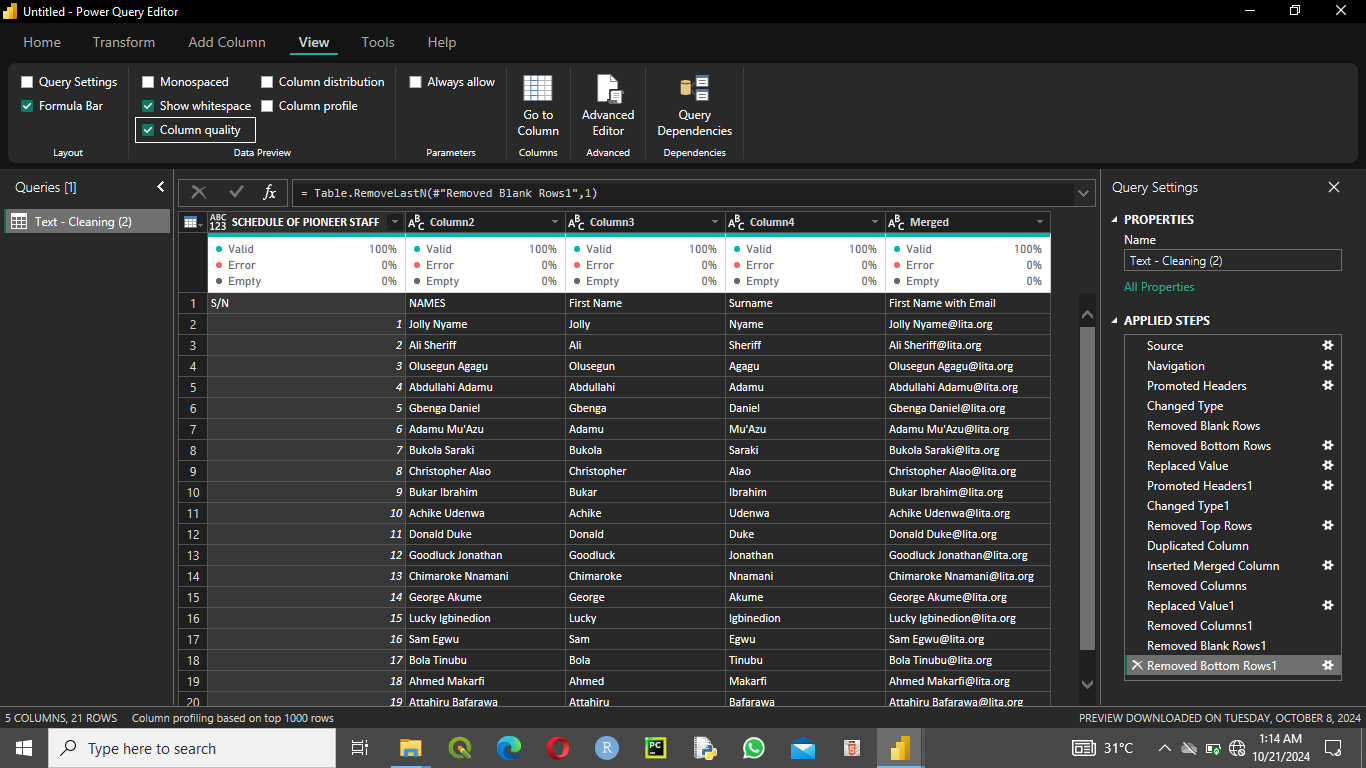 Untitled - Power Query Editor
Home Transform Add Column View Tools Help
Query Settings Monospaced Column distribution Always allow
Formula Bar Show whitespace Column profile
Column quality
Go to Column Advanced Editor Query Dependencies
Layout Data Preview Parameters Columns Advanced Dependencies
Queries [1]
Text - Cleaning (2)
fx = Table.RemoveLastN(#"Removed Blank Rows1",1)
ABC 123 SCHEDULE OF PIONEER STAFF ABC Column2 ABC Column3 ABC Column4 ABC Merged
Valid 100% Valid 100% Valid 100% Valid 100% Valid 100%
Error 0% Error 0% Error 0% Error 0% Error 0%
Empty 0% Empty 0% Empty 0% Empty 0% Empty 0%
1 S/N NAMES First Name Surname First Name with Email
2 1 Jolly Nyame Jolly Nyame Jolly Nyame@lita.org
3 2 Ali Sheriff Ali Sheriff Ali Sheriff@lita.org
4 3 Olusegun Agagu Olusegun Agagu Olusegun Agagu@lita.org
5 4 Abdullahi Adamu Abdullahi Adamu Abdullahi Adamu@lita.org
6 5 Gbenga Daniel Gbenga Daniel Gbenga Daniel@lita.org
7 6 Adamu Mu'Azu Adamu Mu'Azu Adamu Mu'Azu@lita.org
8 7 Bukola Saraki Bukola Saraki Bukola Saraki@lita.org
9 8 Christopher Alao Christopher Alao Christopher Alao@lita.org
10 9 Bukar Ibrahim Bukar Ibrahim Bukar Ibrahim@lita.org
11 10 Achike Udenwa Achike Udenwa Achike Udenwa@lita.org
12 11 Donald Duke Donald Duke Donald Duke@lita.org
13 12 Goodluck Jonathan Goodluck Jonathan Goodluck Jonathan@lita.org
14 13 Chimaroke Nnamani Chimaroke Nnamani Chimaroke Nnamani@lita.org
15 14 George Akume George Akume George Akume@lita.org
16 15 Lucky Igbinedion Lucky Igbinedion Lucky Igbinedion@lita.org
17 16 Sam Egwu Sam Egwu Sam Egwu@lita.org
18 17 Bola Tinubu Bola Tinubu Bola Tinubu@lita.org
19 18 Ahmed Makarfi Ahmed Makarfi Ahmed Makarfi@lita.org
20 19 Attahiru Bafarawa Attahiru Bafarawa Attahiru Bafarawa@lita.org
Query Settings
PROPERTIES
Name
Text - Cleaning (2)
All Properties
APPLIED STEPS
Source
Navigation
Promoted Headers
Changed Type
Removed Blank Rows
Removed Bottom Rows
Replaced Value
Promoted Headers1
Changed Type1
Removed Top Rows
Duplicated Column
Inserted Merged Column
Removed Columns
Replaced Value1
Removed Columns1
Removed Blank Rows1
Removed Bottom Rows1
5 COLUMNS, 21 ROWS Column profiling based on top 1000 rows PREVIEW DOWNLOADED ON TUESDAY, OCTOBER 8, 2024
Type here to search R PC 31°C 1:14 AM
10/21/2024